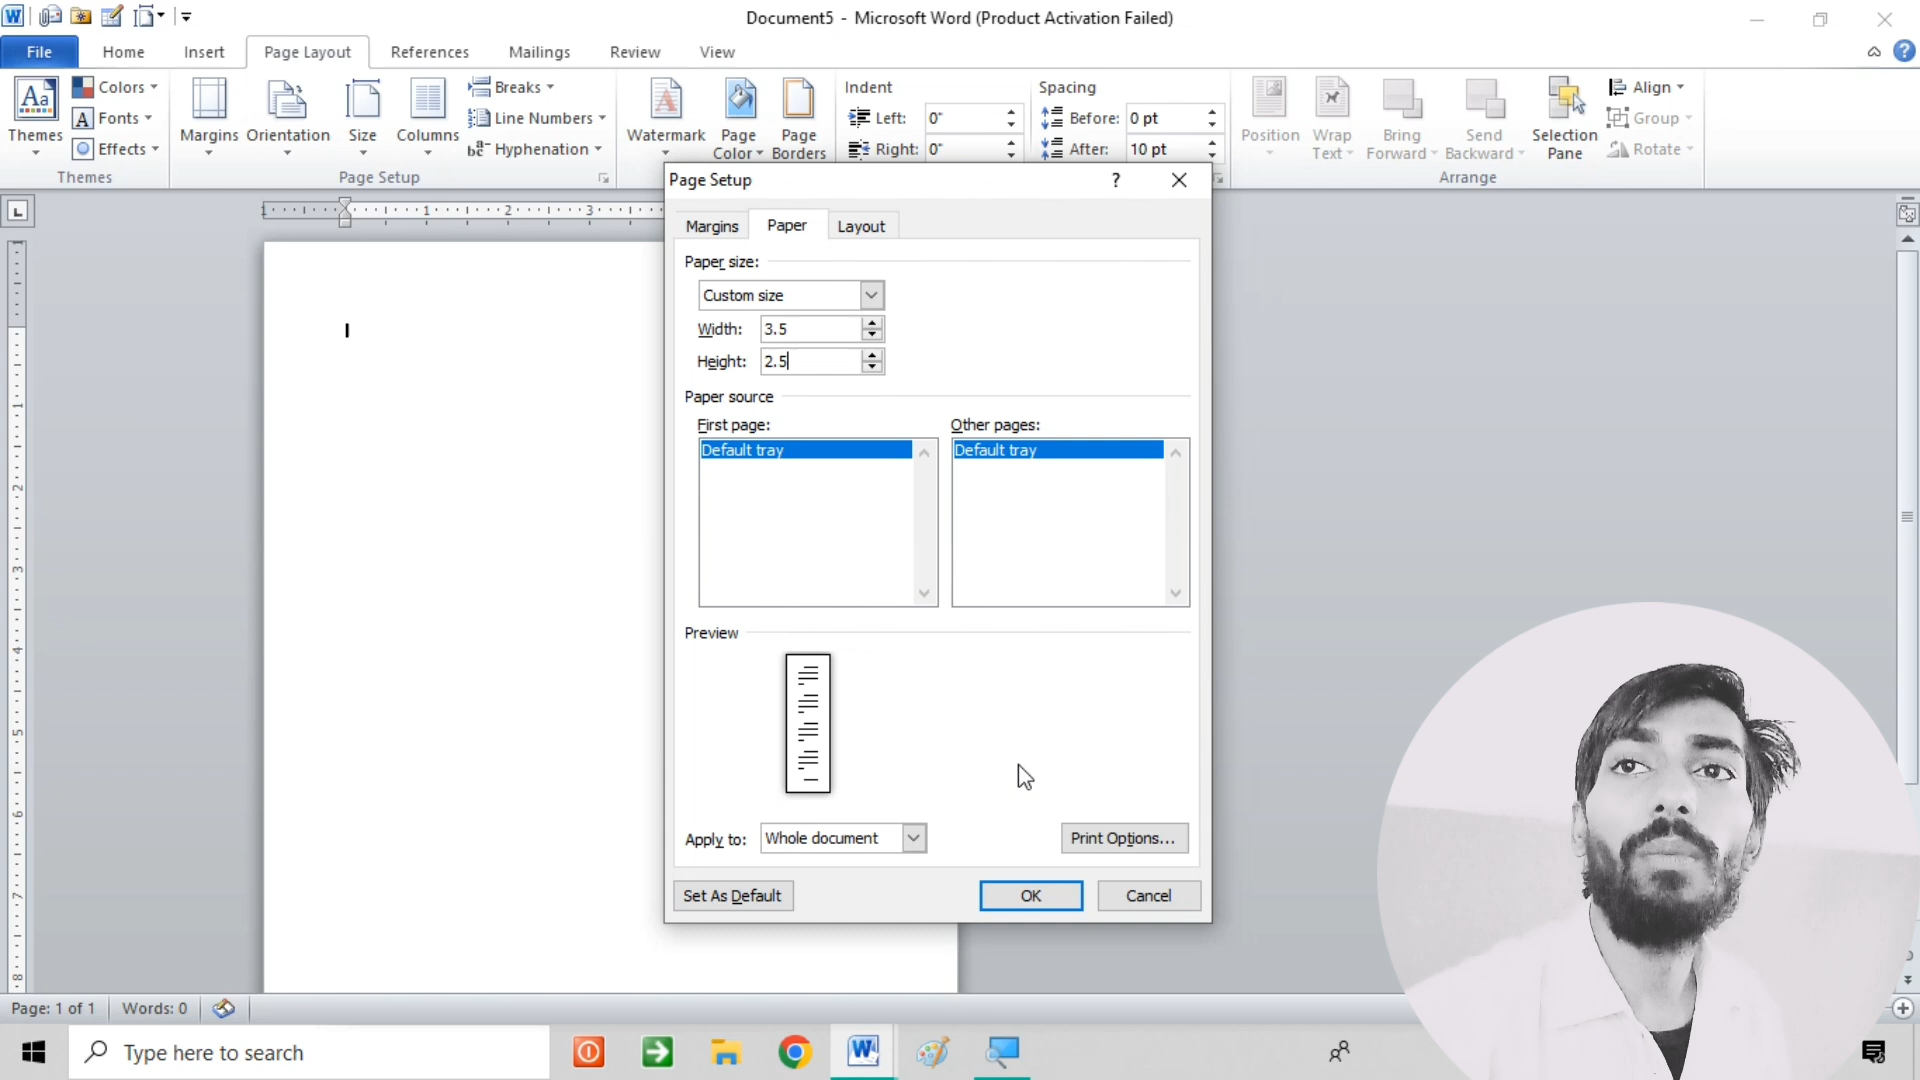 Document5 - Microsoft Word (Product Activation Failed)
File Home Insert Page Layout References Mailings Review View
Themes
Colors
Fonts
Effects
Themes
Margins
Orientation
Size
Columns
Breaks
Line Numbers
Hyphenation
Page Setup
Watermark
Page
Color
Page
Borders
Indent
Left: 0"
Right: 0"
Spacing
Before: 0 pt
After: 10 pt
Position
Wrap
Text
Bring
Forward
Send
Backward
Selection
Pane
Align
Group
Rotate
Arrange
Page Setup
Margins Paper Layout
Paper size:
Custom size
Width: 3.5
Height: 2.5
Paper source
First page:
Default tray
Other pages:
Default tray
Preview
Apply to: Whole document
Print Options...
Set As Default
OK
Cancel
Page: 1 of 1 Words: 0
Type here to search